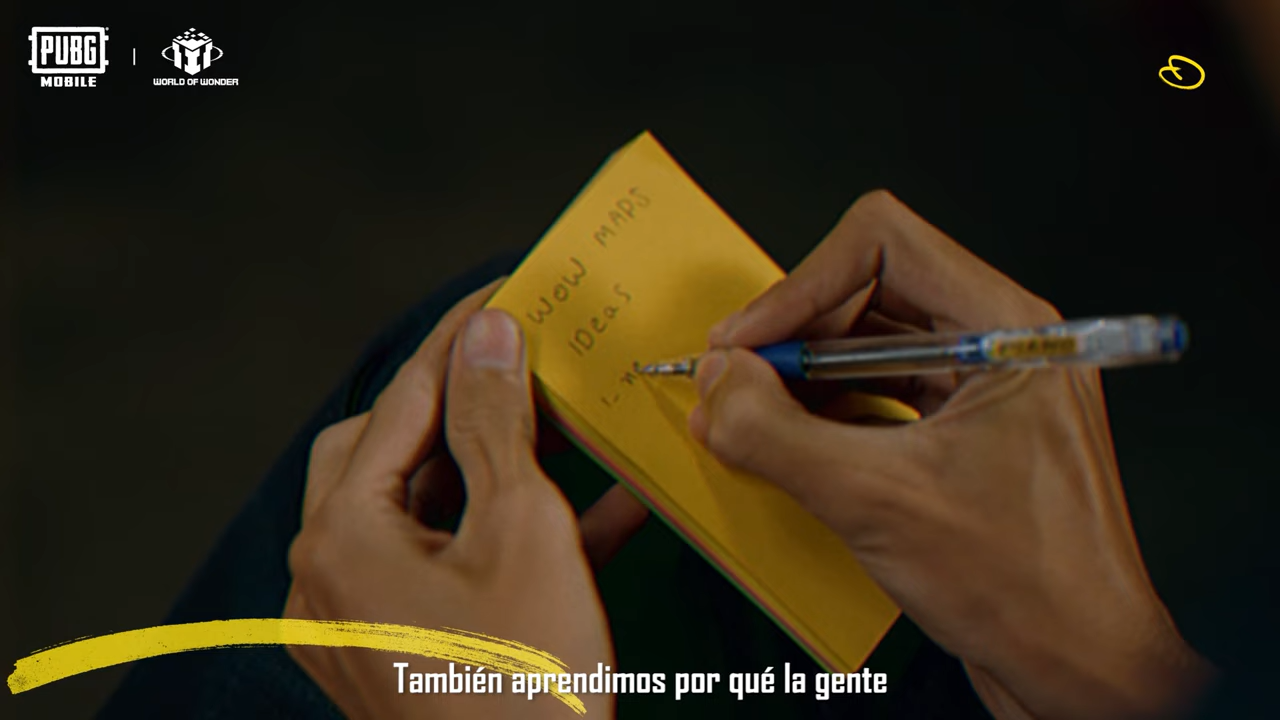 PUBG
MOBILE
WORLD OF WONDER
WOW MAPS
IDeas
También aprendimos por qué la gente